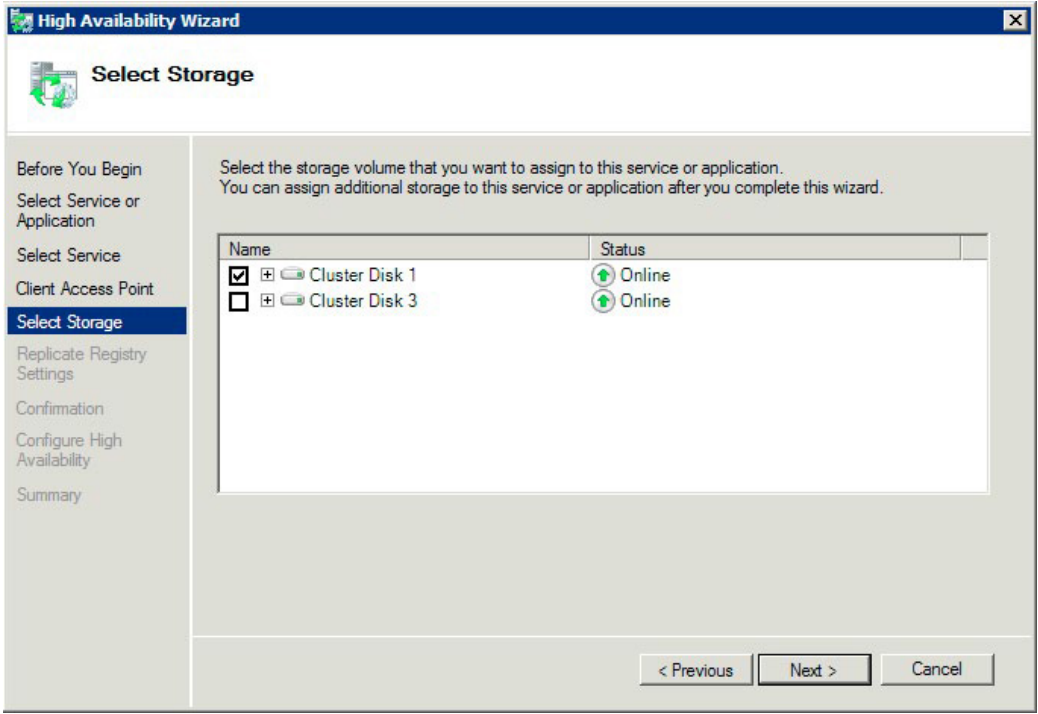 High Availability Wizard
Select Storage
Before You Begin
Select Service or
Application
Select Service
Client Access Point
Select Storage
Replicate Registry
Settings
Confirmation
Configure High
Availability
Summary
Select the storage volume that you want to assign to this service or application.
You can assign additional storage to this service or application after you complete this wizard.
Name Status
Cluster Disk 1 Online
Cluster Disk 3 Online
< Previous Next > Cancel